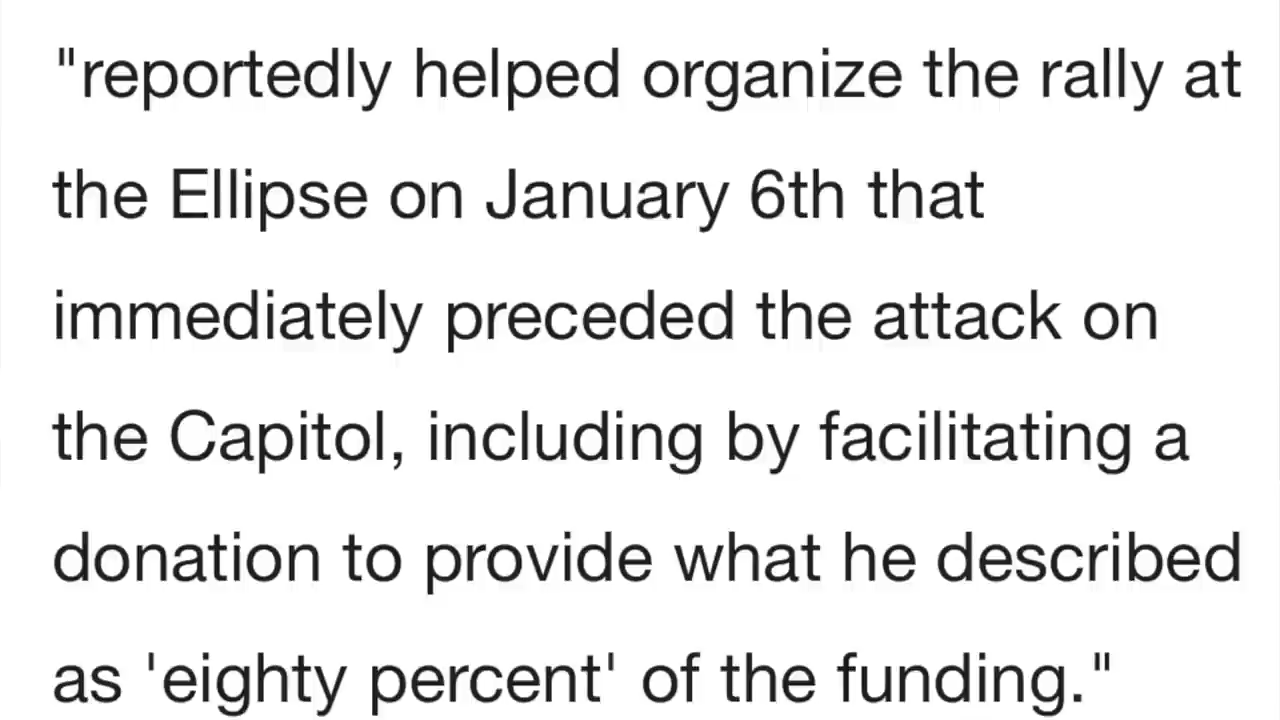 "reportedly helped organize the rally at
the Ellipse on January 6th that
immediately preceded the attack on
the Capitol, including by facilitating a
donation to provide what he described
as 'eighty percent' of the funding."